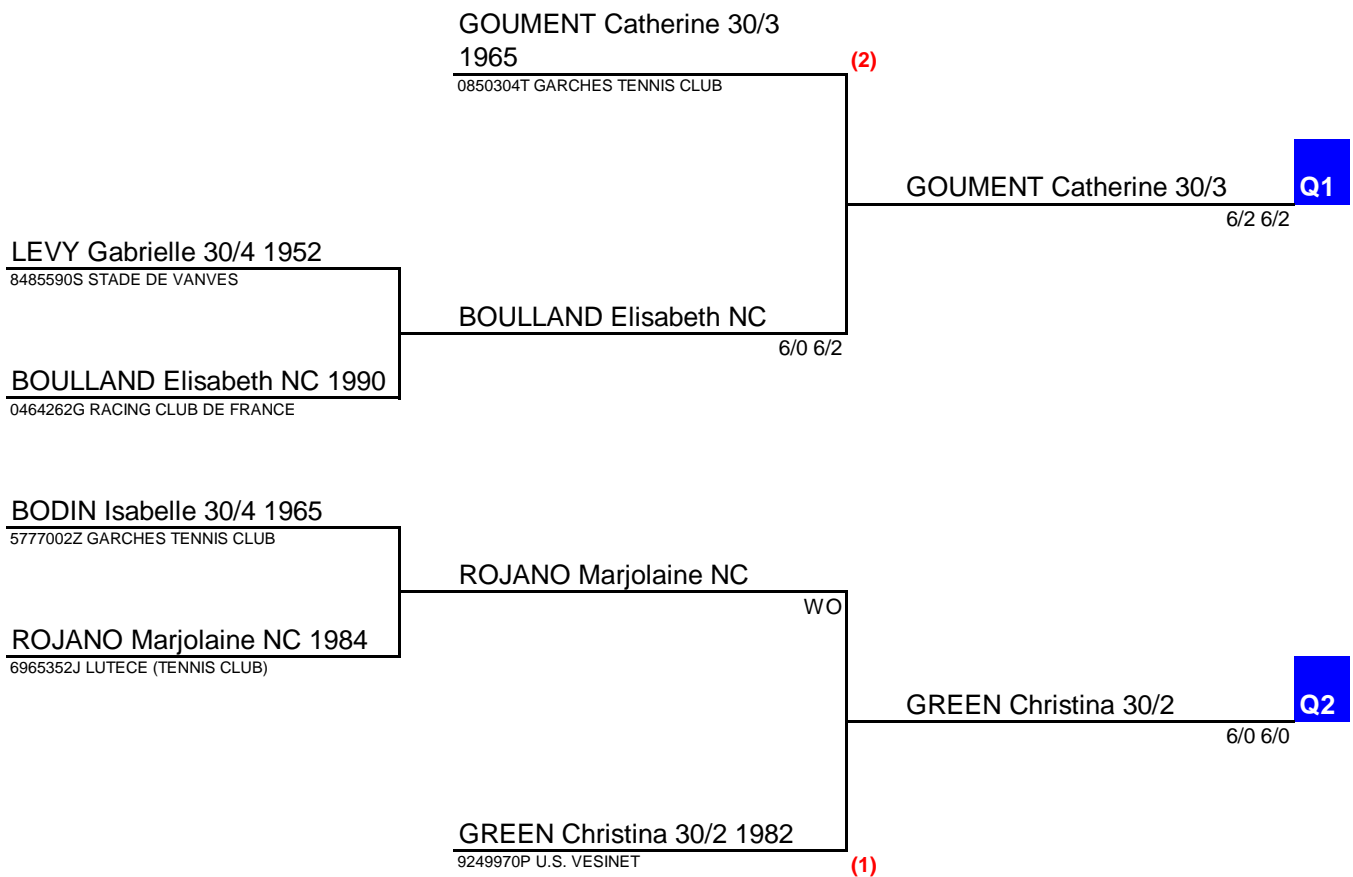 GOUMENT Catherine 30/3
1965
(2)
0850304T GARCHES TENNIS CLUB
GOUMENT Catherine 30/3
Q1
6/2 6/2
LEVY Gabrielle 30/4 1952
8485590S STADE DE VANVES
BOULLAND Elisabeth NC
6/0 6/2
BOULLAND Elisabeth NC 1990
0464262G RACING CLUB DE FRANCE
BODIN Isabelle 30/4 1965
5777002Z GARCHES TENNIS CLUB
ROJANO Marjolaine NC
WO
ROJANO Marjolaine NC 1984
6965352J LUTECE (TENNIS CLUB)
GREEN Christina 30/2
Q2
6/0 6/0
GREEN Christina 30/2 1982
9249970P U.S. VESINET
(1)